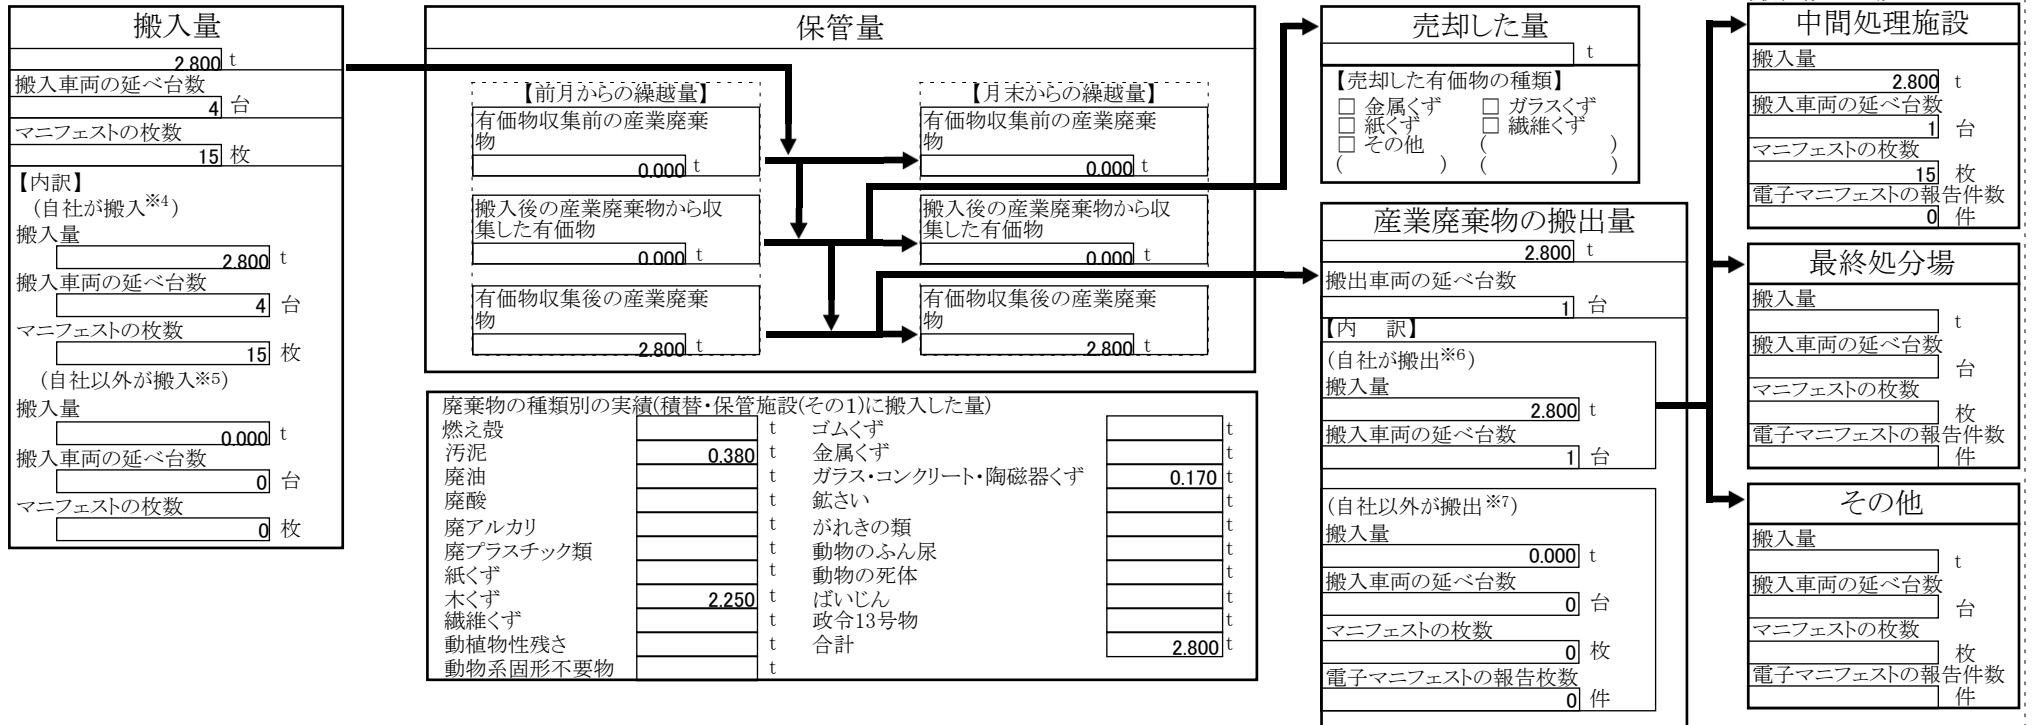 搬入量
2.800 t
搬入車両の延べ台数
4 台
マニフェストの枚数
15 枚
【内訳】
(自社が搬入※4)
搬入量
2.800 t
搬入車両の延べ台数
4 台
マニフェストの枚数
15 枚
(自社以外が搬入※5)
搬入量
0.000 t
搬入車両の延べ台数
0 台
マニフェストの枚数
0 枚
保管量
【前月からの繰越量】
有価物収集前の産業廃棄
物
0.000 t
搬入後の産業廃棄物から収
集した有価物
0.000 t
有価物収集後の産業廃棄
物
2.800 t
【月末からの繰越量】
有価物収集前の産業廃棄
物
0.000 t
搬入後の産業廃棄物から収
集した有価物
0.000 t
有価物収集後の産業廃棄
物
2.800 t
廃棄物の種類別の実績(積替・保管施設(その1)に搬入した量)
燃え殻 t
汚泥 0.380 t
廃油 t
廃酸 t
廃アルカリ t
廃プラスチック類 t
紙くず t
木くず 2.250 t
繊維くず t
動植物性残さ t
動物系固形不要物 t
ゴムくず t
金属くず t
ガラス・コンクリート・陶磁器くず 0.170 t
鉱さい t
がれきの類 t
動物のふん尿 t
動物の死体 t
ばいじん t
政令13号物 t
合計 2.800 t
売却した量
t
【売却した有価物の種類】
□ 金属くず □ ガラスくず
□ 紙くず □ 繊維くず
□ その他 ( )
( ) ( )
産業廃棄物の搬出量
2.800 t
搬出車両の延べ台数
1 台
【内 訳】
(自社が搬出※6)
搬入量
2.800 t
搬入車両の延べ台数
1 台
(自社以外が搬出※7)
搬入量
0.000 t
搬入車両の延べ台数
0 台
マニフェストの枚数
0 枚
電子マニフェストの報告枚数
0 件
中間処理施設
搬入量
2.800 t
搬入車両の延べ台数
1 台
マニフェストの枚数
15 枚
電子マニフェストの報告件数
0 件
最終処分場
搬入量
t
搬入車両の延べ台数
台
マニフェストの枚数
枚
電子マニフェストの報告件数
件
その他
搬入量
t
搬入車両の延べ台数
台
マニフェストの枚数
枚
電子マニフェストの報告件数
件